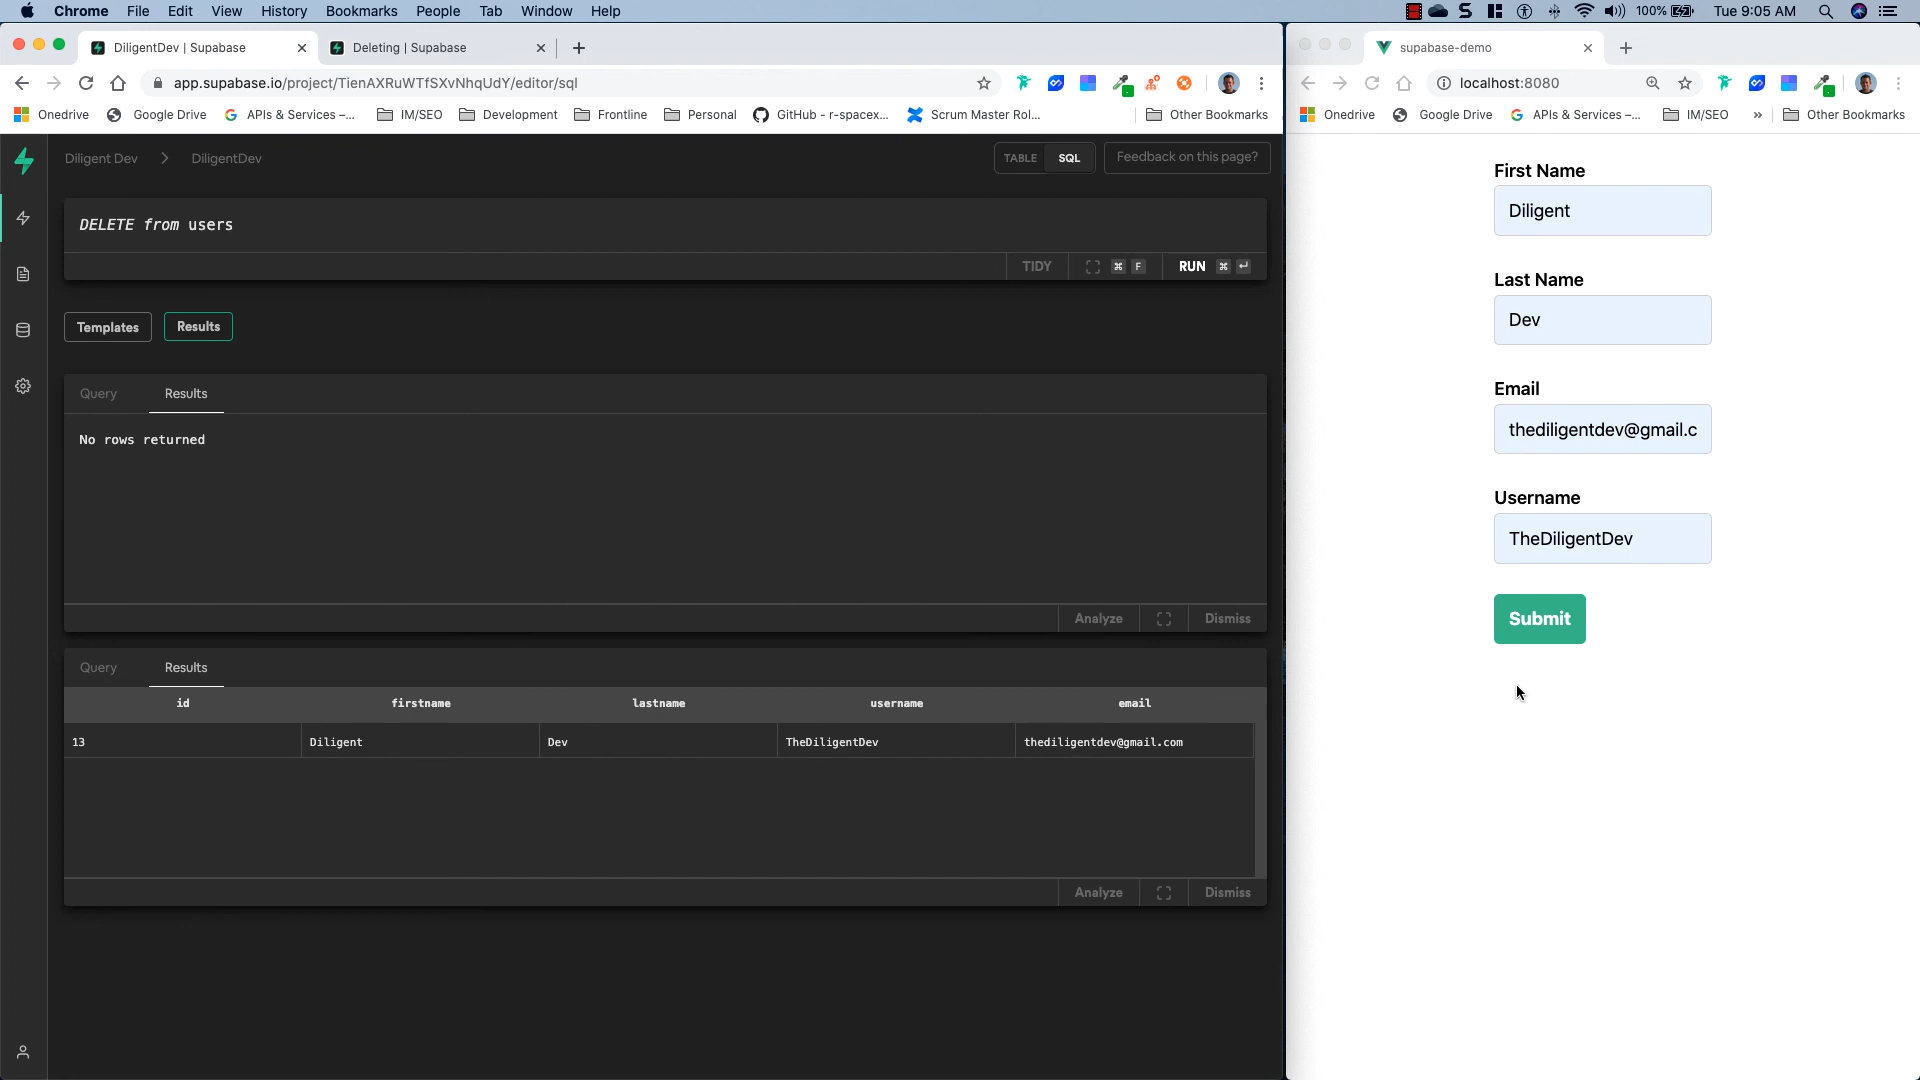 Chrome File Edit View History Bookmarks People Tab Window Help
100% Tue 9:05 AM
DiligentDev | Supabase
Deleting | Supabase
app.supabase.io/project/TienAXRuWTfSXvNhqUdY/editor/sql
Onedrive Google Drive APIs & Services –... IM/SEO Development Frontline Personal GitHub - r-spacex... Scrum Master Rol... Other Bookmarks
Diligent Dev > DiligentDev
TABLE SQL
Feedback on this page?
DELETE from users
TIDY ⌘ F RUN ⌘ ↵
Templates Results
Query Results
No rows returned
Analyze Dismiss
Query Results
id firstname lastname username email
13 Diligent Dev TheDiligentDev thediligentdev@gmail.com
Analyze Dismiss
supabase-demo
localhost:8080
Onedrive Google Drive APIs & Services –... IM/SEO » Other Bookmarks
First Name
Diligent
Last Name
Dev
Email
thediligentdev@gmail.c
Username
TheDiligentDev
Submit